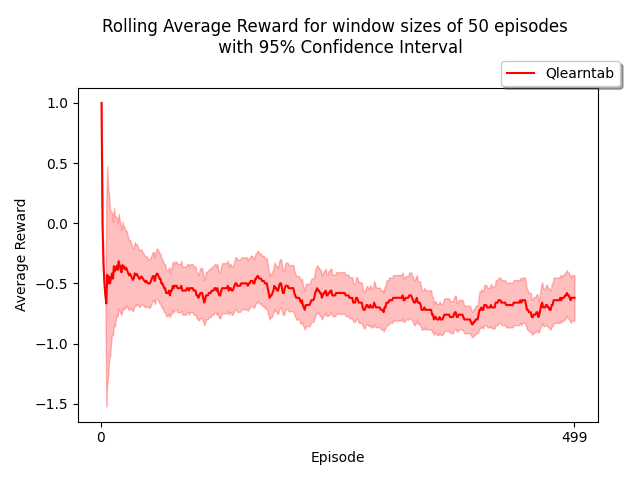 Rolling Average Reward for window sizes of 50 episodes
with 95% Confidence Interval
Qlearntab
1.0
0.5
0.0
−0.5
−1.0
−1.5
Average Reward
0
499
Episode